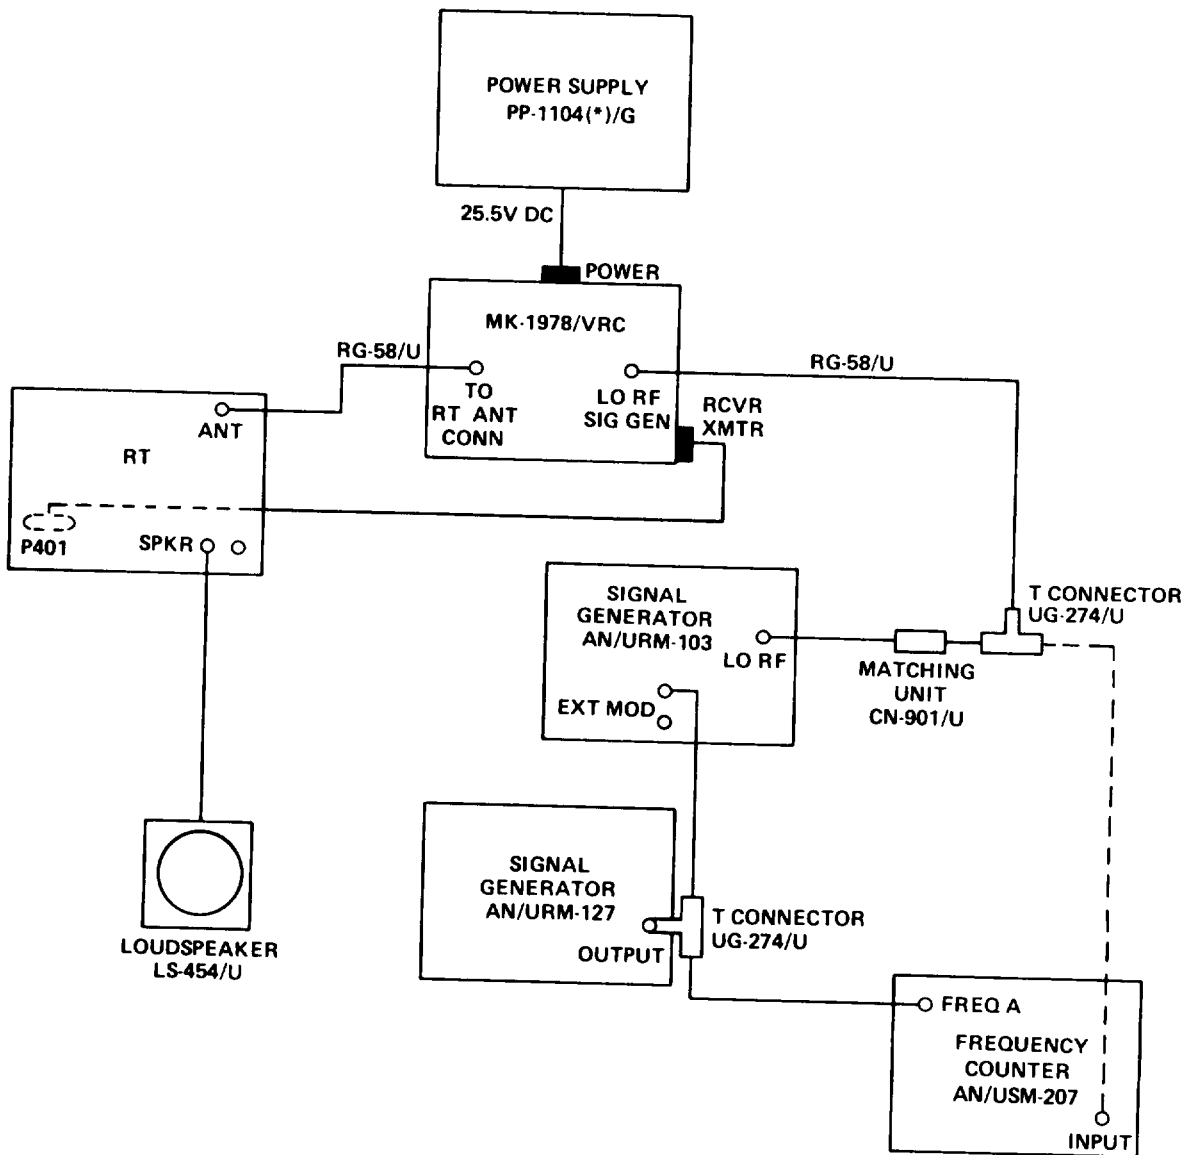 POWER SUPPLY
PP-1104(*)/G
25.5V DC
POWER
MK-1978/VRC
RG-58/U
TO
RT ANT
CONN
LO RF
SIG GEN
RCVR
XMTR
RG-58/U
ANT
RT
P401
SPKR
SIGNAL
GENERATOR
AN/URM-103
LO RF
EXT MOD
T CONNECTOR
UG-274/U
MATCHING
UNIT
CN-901/U
LOUDSPEAKER
LS-454/U
SIGNAL
GENERATOR
AN/URM-127
OUTPUT
T CONNECTOR
UG-274/U
FREQ A
FREQUENCY
COUNTER
AN/USM-207
INPUT